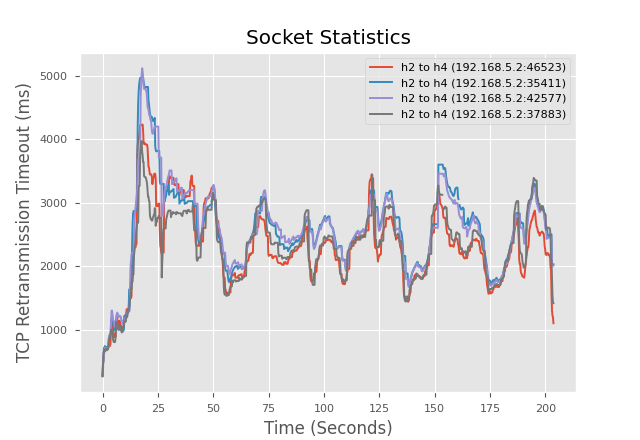 Socket Statistics
h2 to h4 (192.168.5.2:46523)
h2 to h4 (192.168.5.2:35411)
h2 to h4 (192.168.5.2:42577)
h2 to h4 (192.168.5.2:37883)
TCP Retransmission Timeout (ms)
5000
4000
3000
2000
1000
0 25 50 75 100 125 150 175 200
Time (Seconds)